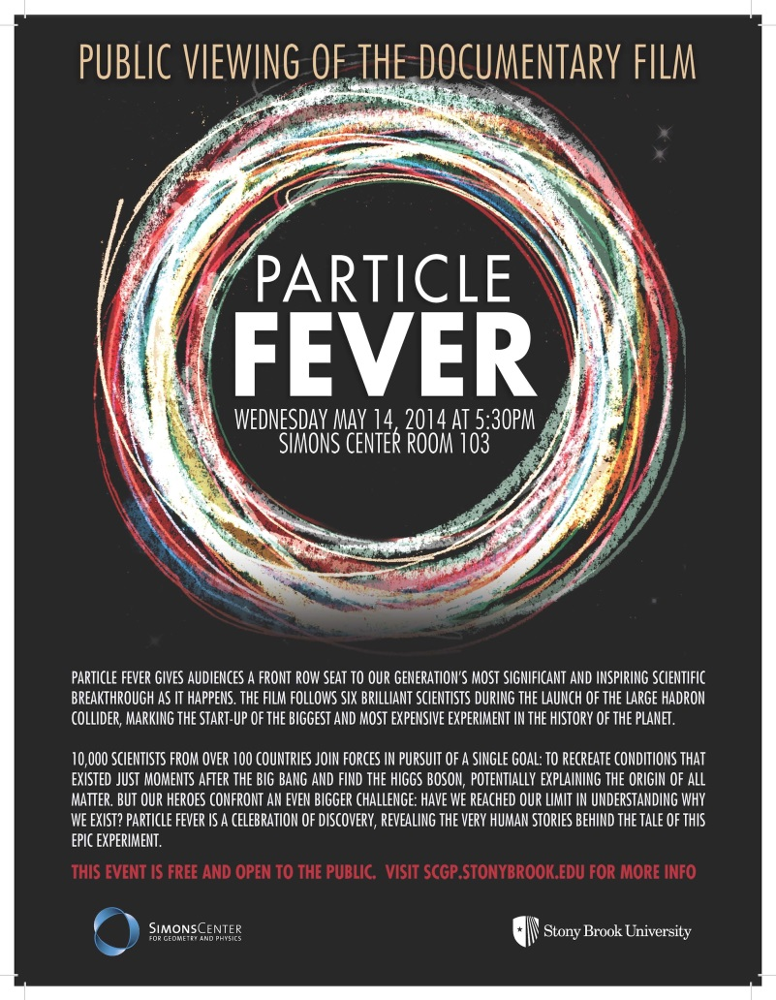 PUBLIC VIEWING OF THE DOCUMENTARY FILM
PARTICLE
FEVER
WEDNESDAY MAY 14, 2014 AT 5:30PM
SIMONS CENTER ROOM 103
PARTICLE FEVER GIVES AUDIENCES A FRONT ROW SEAT TO OUR GENERATION'S MOST SIGNIFICANT AND INSPIRING SCIENTIFIC
BREAKTHROUGH AS IT HAPPENS. THE FILM FOLLOWS SIX BRILLIANT SCIENTISTS DURING THE LAUNCH OF THE LARGE HADRON
COLLIDER, MARKING THE START-UP OF THE BIGGEST AND MOST EXPENSIVE EXPERIMENT IN THE HISTORY OF THE PLANET.
10,000 SCIENTISTS FROM OVER 100 COUNTRIES JOIN FORCES IN PURSUIT OF A SINGLE GOAL: TO RECREATE CONDITIONS THAT
EXISTED JUST MOMENTS AFTER THE BIG BANG AND FIND THE HIGGS BOSON, POTENTIALLY EXPLAINING THE ORIGIN OF ALL
MATTER. BUT OUR HEROES CONFRONT AN EVEN BIGGER CHALLENGE: HAVE WE REACHED OUR LIMIT IN UNDERSTANDING WHY
WE EXIST? PARTICLE FEVER IS A CELEBRATION OF DISCOVERY, REVEALING THE VERY HUMAN STORIES BEHIND THE TALE OF THIS
EPIC EXPERIMENT.
THIS EVENT IS FREE AND OPEN TO THE PUBLIC. VISIT SCGP.STONYBROOK.EDU FOR MORE INFO
SIMONSCENTER
FOR GEOMETRY AND PHYSICS
Stony Brook University